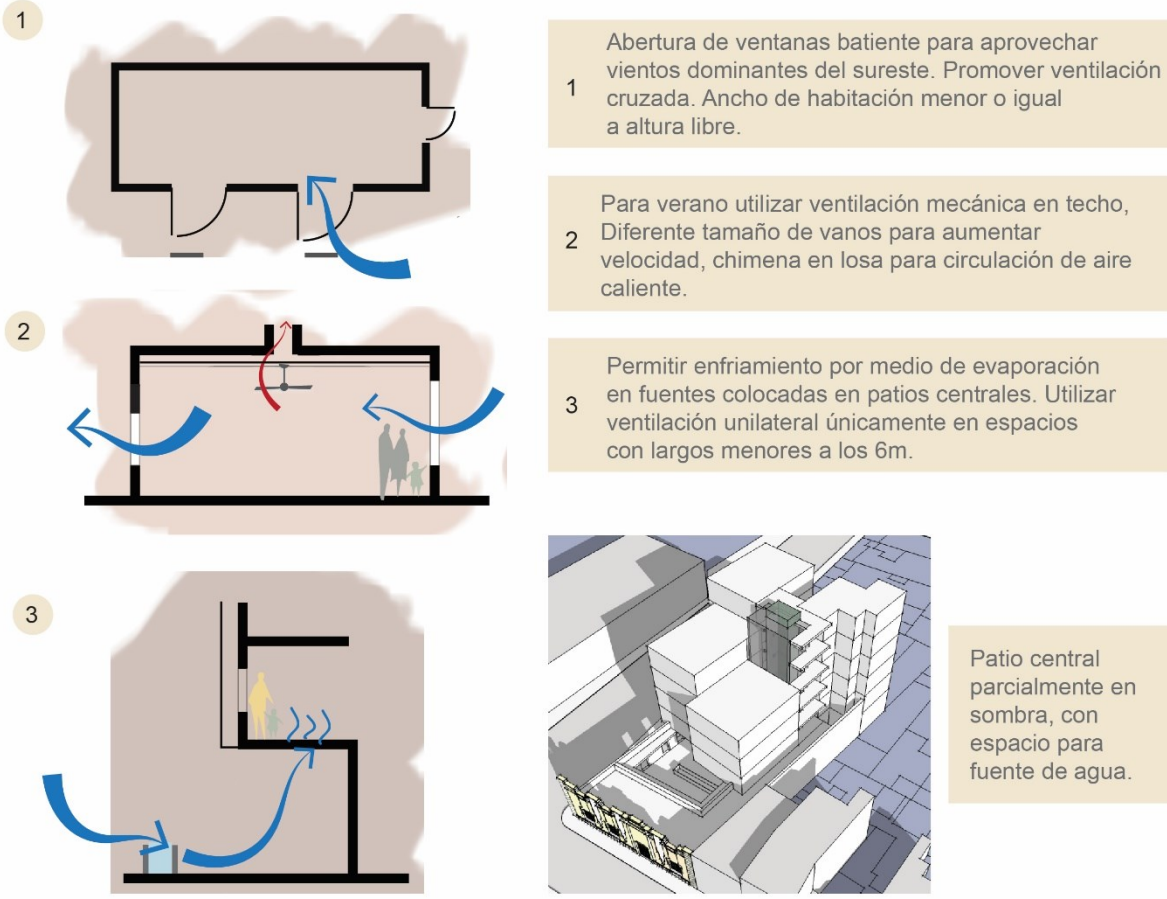 1
Abertura de ventanas batiente para aprovechar
vientos dominantes del sureste. Promover ventilación
1
cruzada. Ancho de habitación menor o igual
a altura libre.
Para verano utilizar ventilación mecánica en techo,
2
Diferente tamaño de vanos para aumentar
velocidad, chimena en losa para circulación de aire
caliente.
2
Permitir enfriamiento por medio de evaporación
3
en fuentes colocadas en patios centrales. Utilizar
ventilación unilateral únicamente en espacios
con largos menores a los 6m.
3
Patio central
parcialmente en
sombra, con
espacio para
fuente de agua.